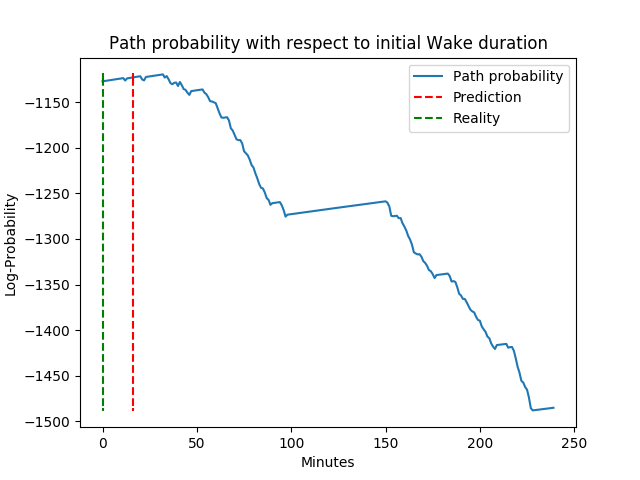 Path probability with respect to initial Wake duration
Path probability
Prediction
Reality
Log-Probability
−1150
−1200
−1250
−1300
−1350
−1400
−1450
−1500
0 50 100 150 200 250
Minutes